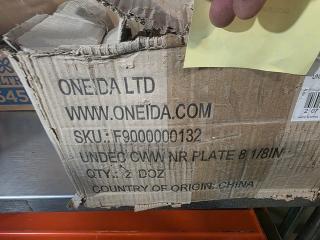 ONEIDA LTD
WWW.ONEIDA.COM
SKU.: F9000000132
UNDEC CWW NR PLATE 8 1/8IN
QTY.: 2 DOZ
COUNTRY OF ORIGIN: CHINA
345